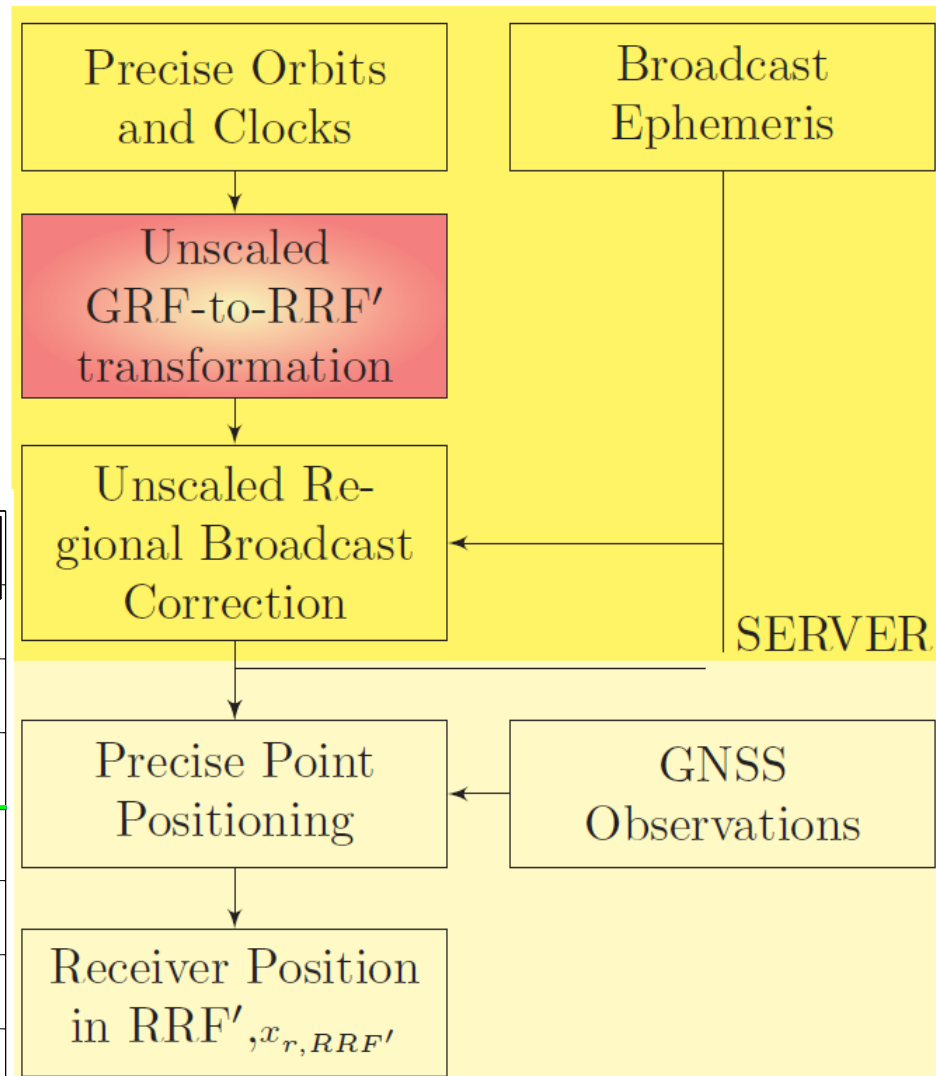 Precise Orbits
and Clocks
Broadcast
Ephemeris
Unscaled
GRF-to-RRF′
transformation
Unscaled Re-
gional Broadcast
Correction
SERVER
Precise Point
Positioning
GNSS
Observations
Receiver Position
in RRF′,x_{r,RRF′}